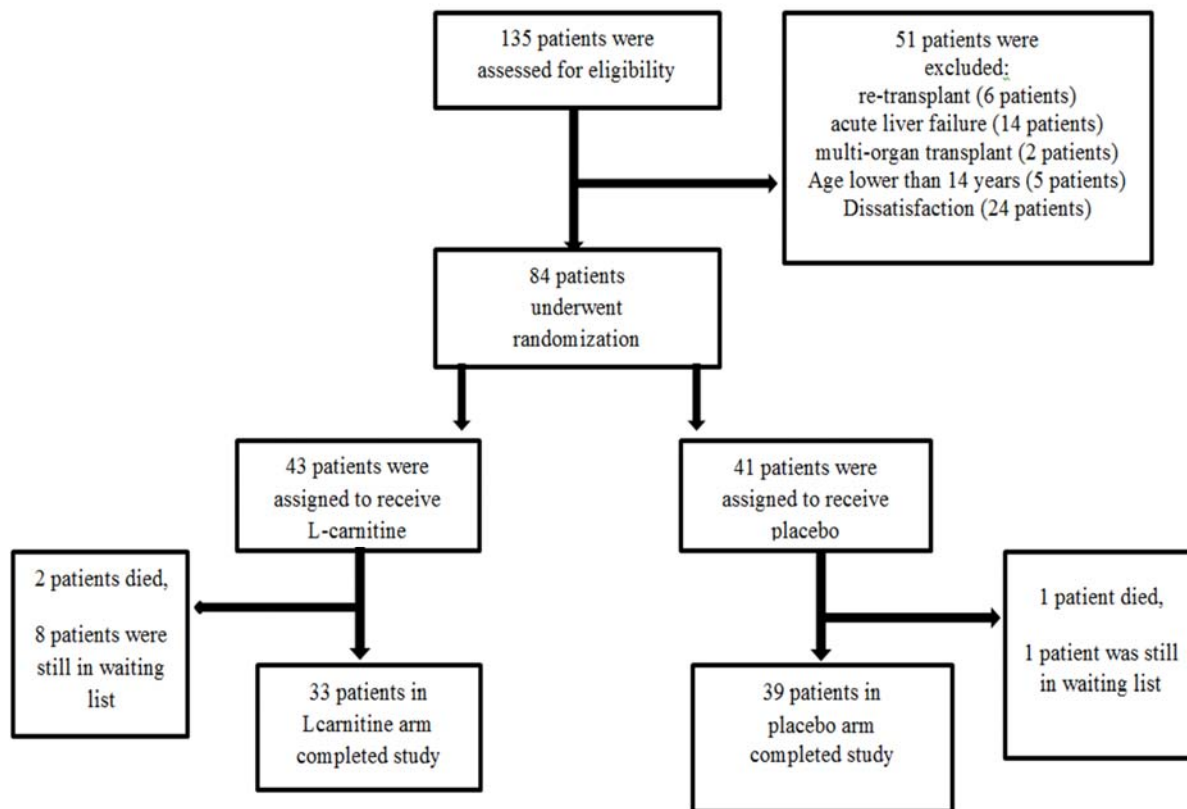 135 patients were
assessed for eligibility
51 patients were
excluded:
re-transplant (6 patients)
acute liver failure (14 patients)
multi-organ transplant (2 patients)
Age lower than 14 years (5 patients)
Dissatisfaction (24 patients)
84 patients
underwent
randomization
43 patients were
assigned to receive
L-carnitine
41 patients were
assigned to receive
placebo
2 patients died,
8 patients were
still in waiting
list
1 patient died,
1 patient was still
in waiting list
33 patients in
Lcarnitine arm
completed study
39 patients in
placebo arm
completed study